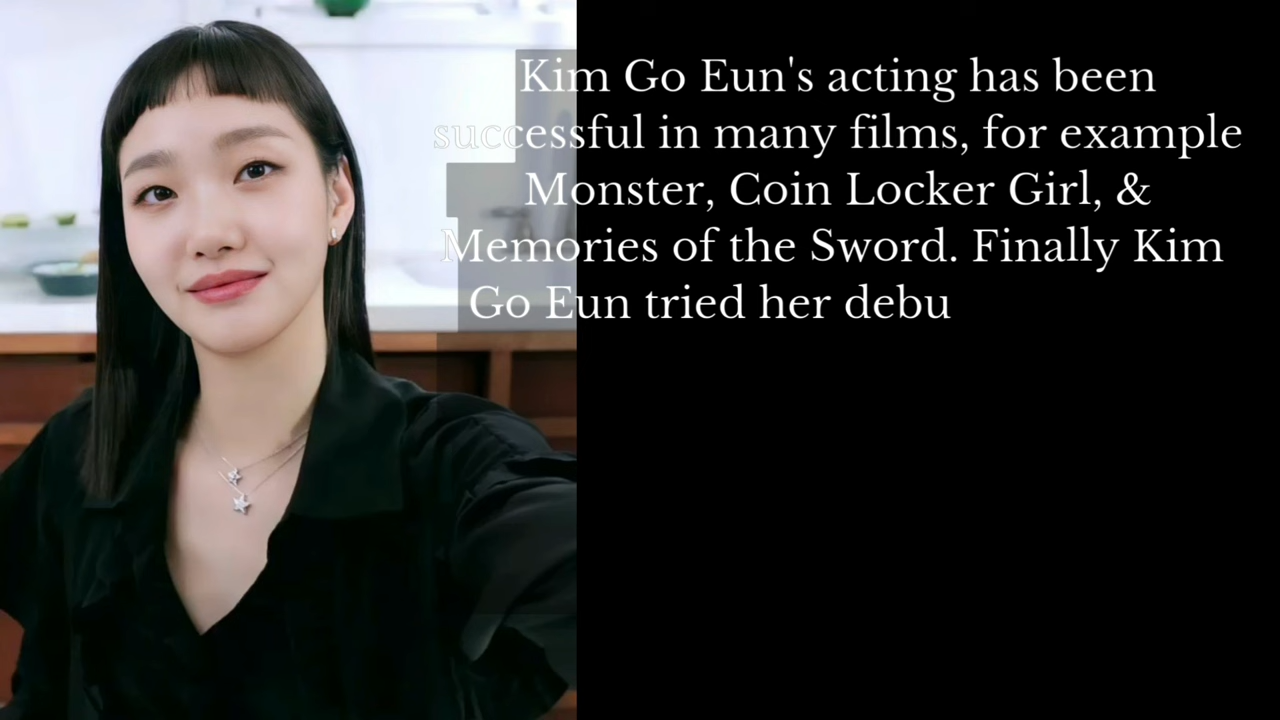 Kim Go Eun's acting has been
successful in many films, for example
Monster, Coin Locker Girl, &
Memories of the Sword. Finally Kim
Go Eun tried her debu